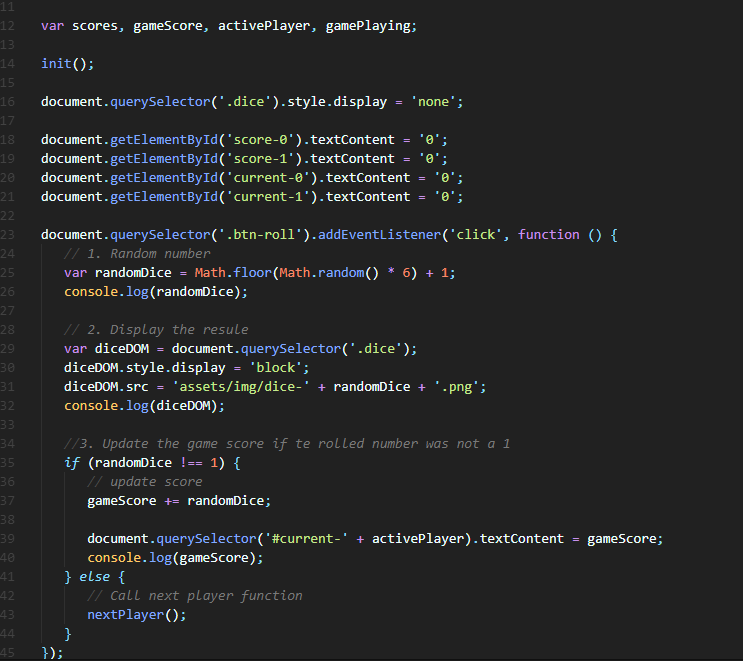 11
12 var scores, gameScore, activePlayer, gamePlaying;
13
14 init();
15
16 document.querySelector('.dice').style.display = 'none';
17
18 document.getElementById('score-0').textContent = '0';
19 document.getElementById('score-1').textContent = '0';
20 document.getElementById('current-0').textContent = '0';
21 document.getElementById('current-1').textContent = '0';
22
23 document.querySelector('.btn-roll').addEventListener('click', function () {
24 // 1. Random number
25 var randomDice = Math.floor(Math.random() * 6) + 1;
26 console.log(randomDice);
27
28 // 2. Display the resule
29 var diceDOM = document.querySelector('.dice');
30 diceDOM.style.display = 'block';
31 diceDOM.src = 'assets/img/dice-' + randomDice + '.png';
32 console.log(diceDOM);
33
34 //3. Update the game score if te rolled number was not a 1
35 if (randomDice !== 1) {
36 // update score
37 gameScore += randomDice;
38
39 document.querySelector('#current-' + activePlayer).textContent = gameScore;
40 console.log(gameScore);
41 } else {
42 // Call next player function
43 nextPlayer();
44 }
45 });